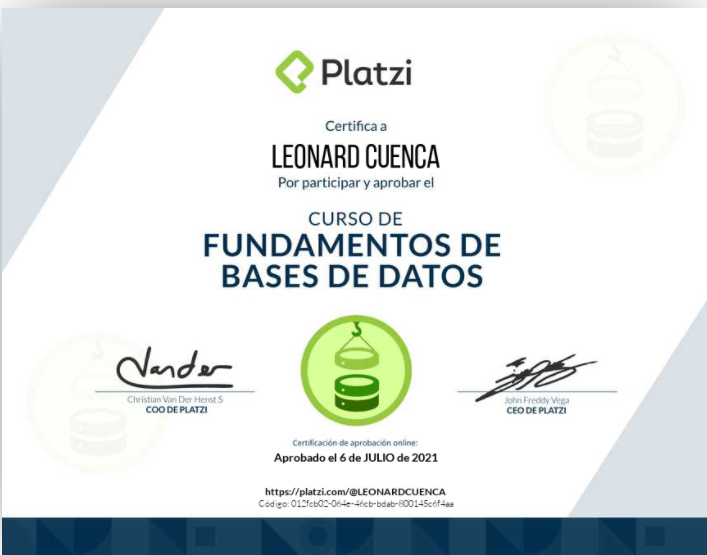 Platzi
Certifica a
LEONARD CUENCA
Por participar y aprobar el
CURSO DE
FUNDAMENTOS DE
BASES DE DATOS
Vander
Christian Van Der Henst S
COO DE PLATZI
John Freddy Vega
CEO DE PLATZI
Certificación de aprobación online:
Aprobado el 6 de JULIO de 2021
https://platzi.com/@LEONARDCUENCA
Código: 012fcb02-064e-46cb-bdab-800145c6f4aa